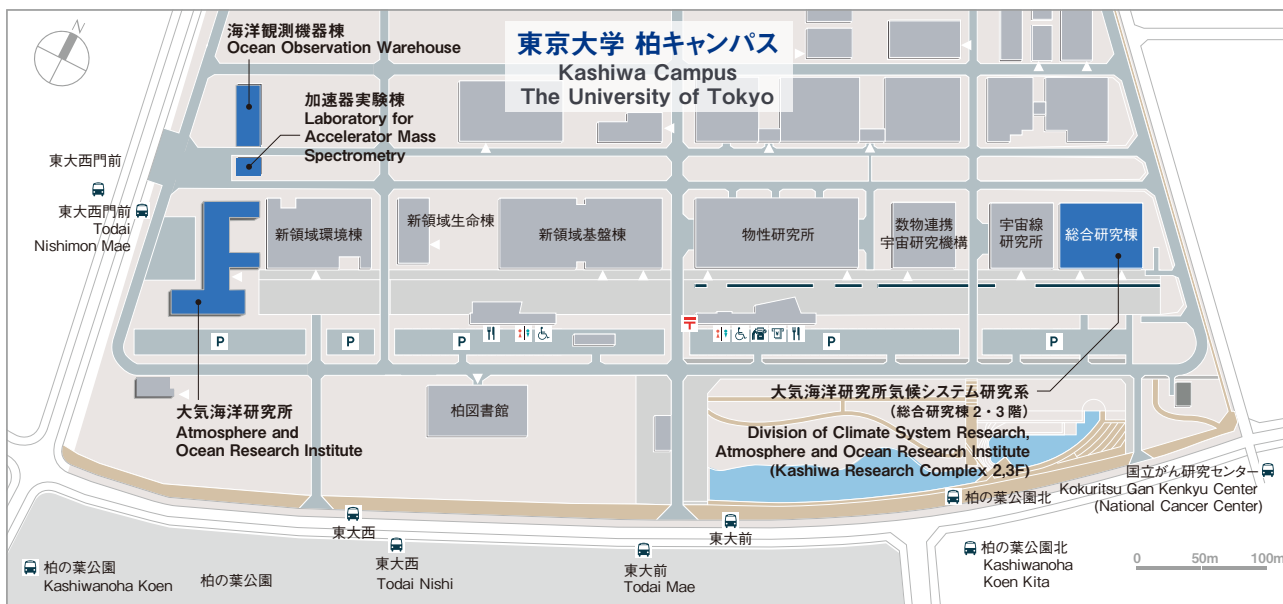 N
海洋観測機器棟
Ocean Observation Warehouse
東京大学 柏キャンパス
Kashiwa Campus
The University of Tokyo
加速器実験棟
Laboratory for
Accelerator Mass
Spectrometry
東大西門前
東大西門前
Todai
Nishimon Mae
新領域環境棟
新領域生命棟
新領域基盤棟
物性研究所
数物連携
宇宙研究機構
宇宙線
研究所
総合研究棟
〒
P
P
P
P
P
大気海洋研究所
Atmosphere and
Ocean Research Institute
柏図書館
大気海洋研究所気候システム研究系
（総合研究棟 2・3 階）
Division of Climate System Research,
Atmosphere and Ocean Research Institute
(Kashiwa Research Complex 2,3F)
国立がん研究センター
Kokuritsu Gan Kenkyu Center
(National Cancer Center)
柏の葉公園北
東大西
東大前
柏の葉公園
Kashiwanoha Koen
柏の葉公園
東大西
Todai Nishi
東大前
Todai Mae
柏の葉公園北
Kashiwanoha
Koen Kita
0 50m 100m